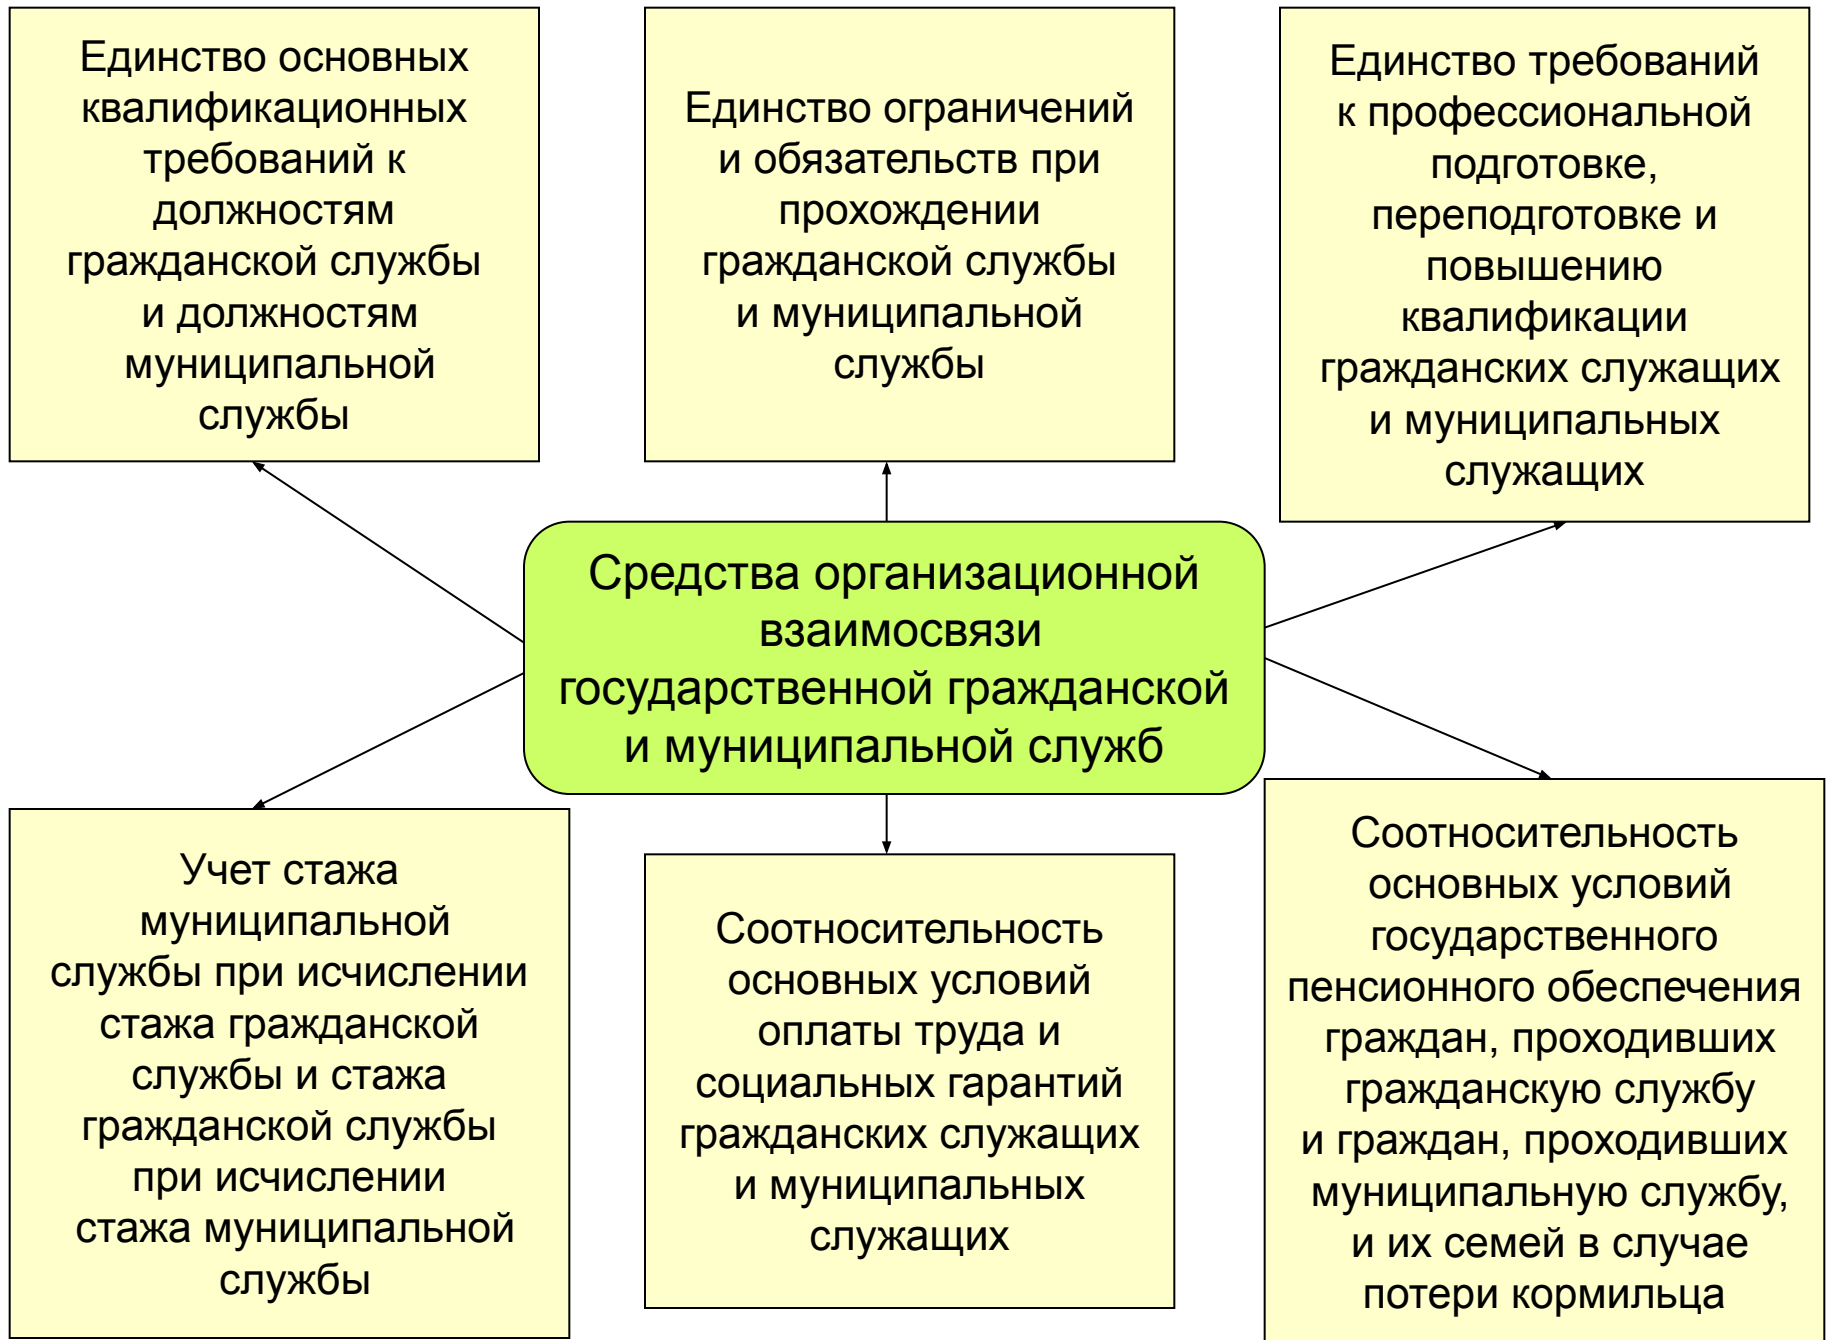 Единство основных
квалификационных
требований к
должностям
гражданской службы
и должностям
муниципальной
службы
Единство ограничений
и обязательств при
прохождении
гражданской службы
и муниципальной
службы
Единство требований
к профессиональной
подготовке,
переподготовке и
повышению
квалификации
гражданских служащих
и муниципальных
служащих
Средства организационной
взаимосвязи
государственной гражданской
и муниципальной служб
Учет стажа
муниципальной
службы при исчислении
стажа гражданской
службы и стажа
гражданской службы
при исчислении
стажа муниципальной
службы
Соотносительность
основных условий
оплаты труда и
социальных гарантий
гражданских служащих
и муниципальных
служащих
Соотносительность
основных условий
государственного
пенсионного обеспечения
граждан, проходивших
гражданскую службу
и граждан, проходивших
муниципальную службу,
и их семей в случае
потери кормильца